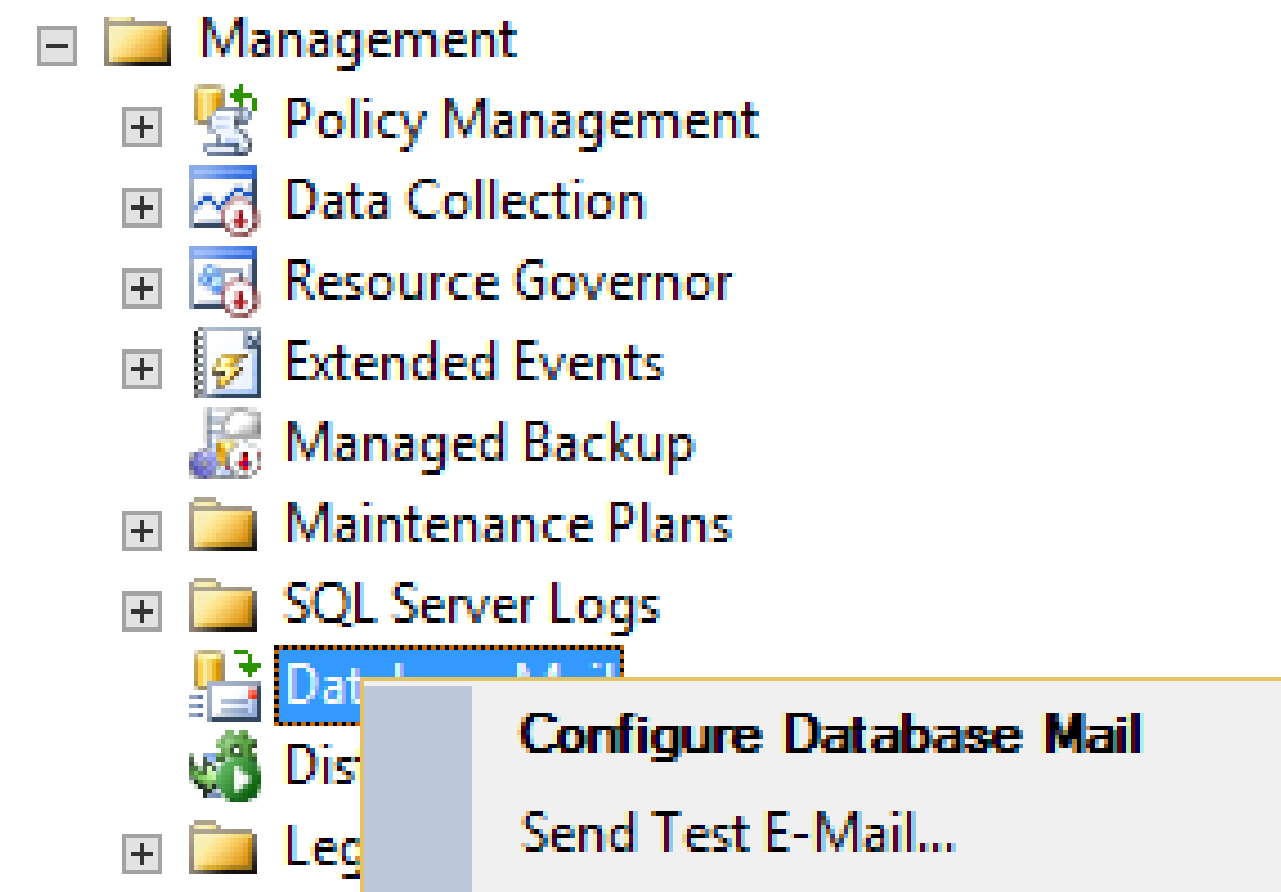 Management
Policy Management
Data Collection
Resource Governor
Extended Events
Managed Backup
Maintenance Plans
SQL Server Logs
Configure Database Mail
Send Test E-Mail...